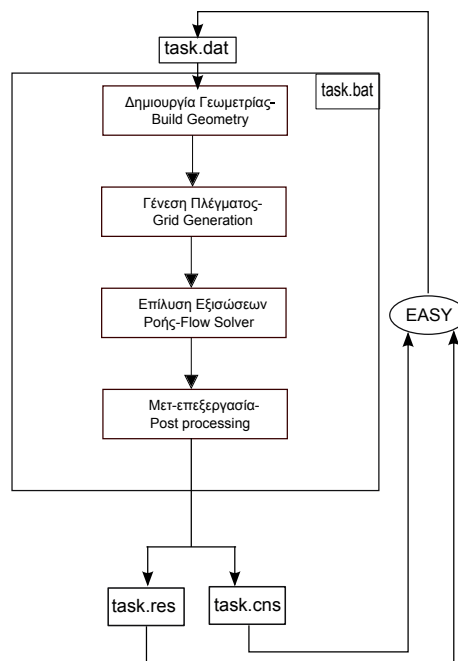 task.dat
task.bat
Δημιουργία Γεωμετρίας-
Build Geometry
Γένεση Πλέγματος-
Grid Generation
Επίλυση Εξισώσεων
Ροής-Flow Solver
EASY
Μετ-επεξεργασία-
Post processing
task.res
task.cns